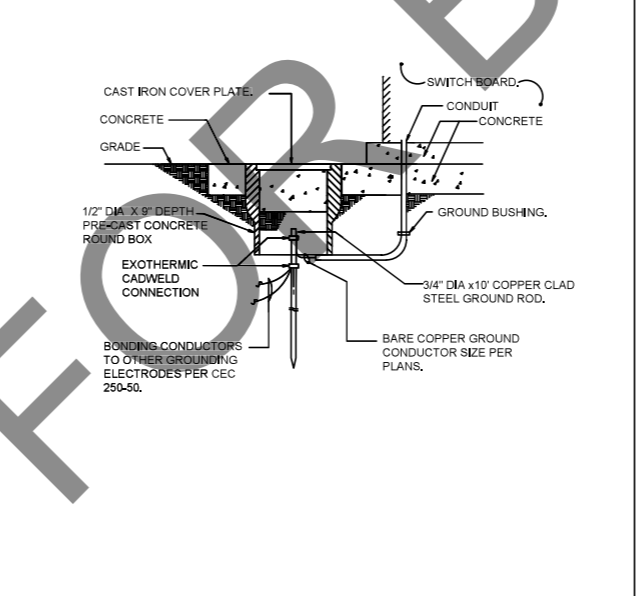 SWITCH BOARD.
CAST IRON COVER PLATE.
CONDUIT
CONCRETE
CONCRETE
GRADE
1/2" DIA X 9" DEPTH
PRE-CAST CONCRETE
ROUND BOX
GROUND BUSHING.
EXOTHERMIC
CADWELD
CONNECTION
3/4" DIA x10' COPPER CLAD
STEEL GROUND ROD.
BONDING CONDUCTORS
TO OTHER GROUNDING
ELECTRODES PER CEC
250-50.
BARE COPPER GROUND
CONDUCTOR SIZE PER
PLANS.
FOR